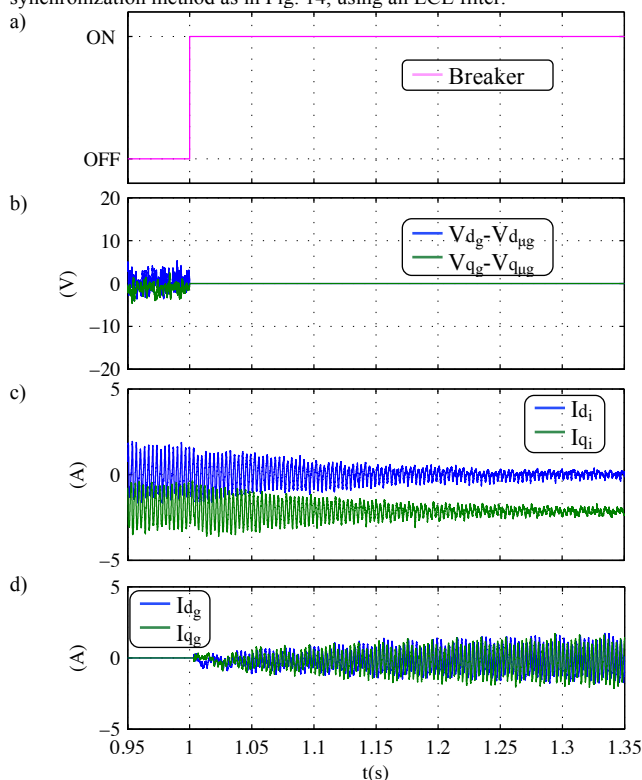 synchronization method as in Fig. 14, using an LCL filter.
a)
ON
OFF
Breaker
b)
20
10
0
−10
−20
(V)
Vdg-Vdμg
Vqg-Vqμg
c)
5
0
−5
(A)
Idi
Iqi
d)
5
0
−5
(A)
Idg
Iqg
0.95 1 1.05 1.1 1.15 1.2 1.25 1.3 1.35
t(s)